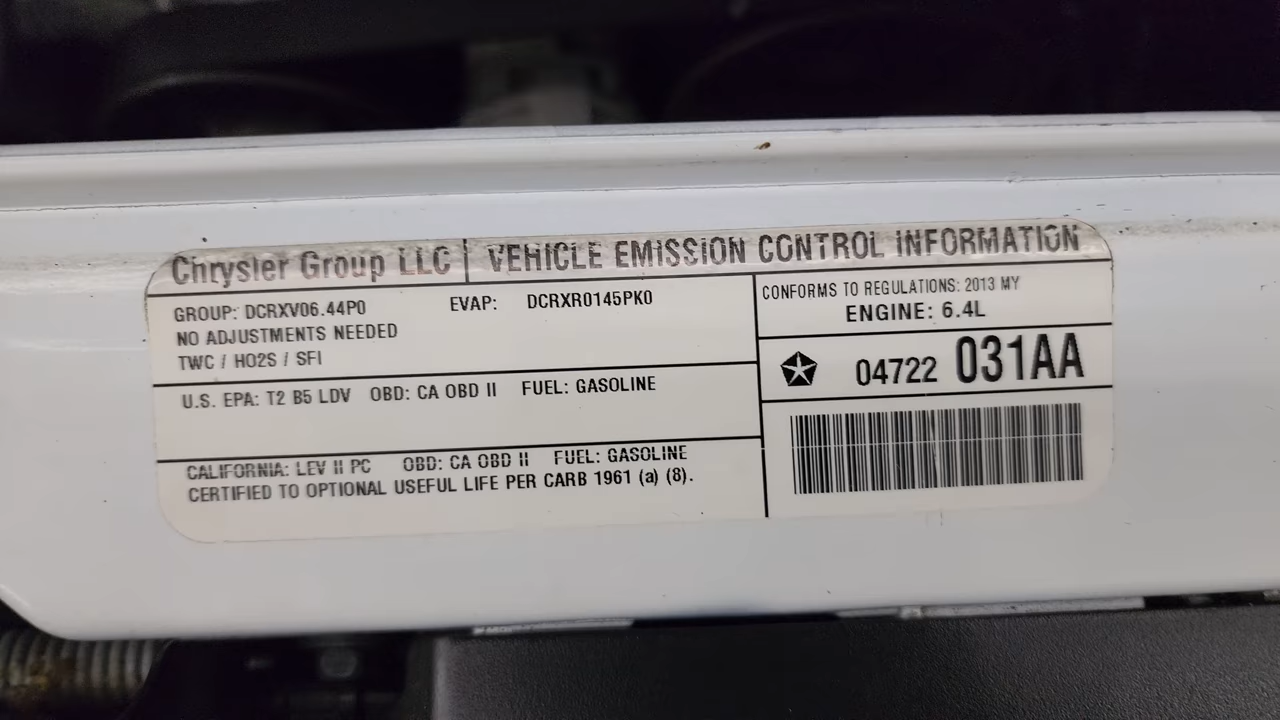 Chrysler Group LLC | VEHICLE EMISSION CONTROL INFORMATION
GROUP: DCRXV06.44P0 EVAP: DCRXR0145PK0
NO ADJUSTMENTS NEEDED
TWC / HO2S / SFI
CONFORMS TO REGULATIONS: 2013 MY
ENGINE: 6.4L
04722 031AA
U.S. EPA: T2 B5 LDV OBD: CA OBD II FUEL: GASOLINE
CALIFORNIA: LEV II PC OBD: CA OBD II FUEL: GASOLINE
CERTIFIED TO OPTIONAL USEFUL LIFE PER CARB 1961 (a) (8).